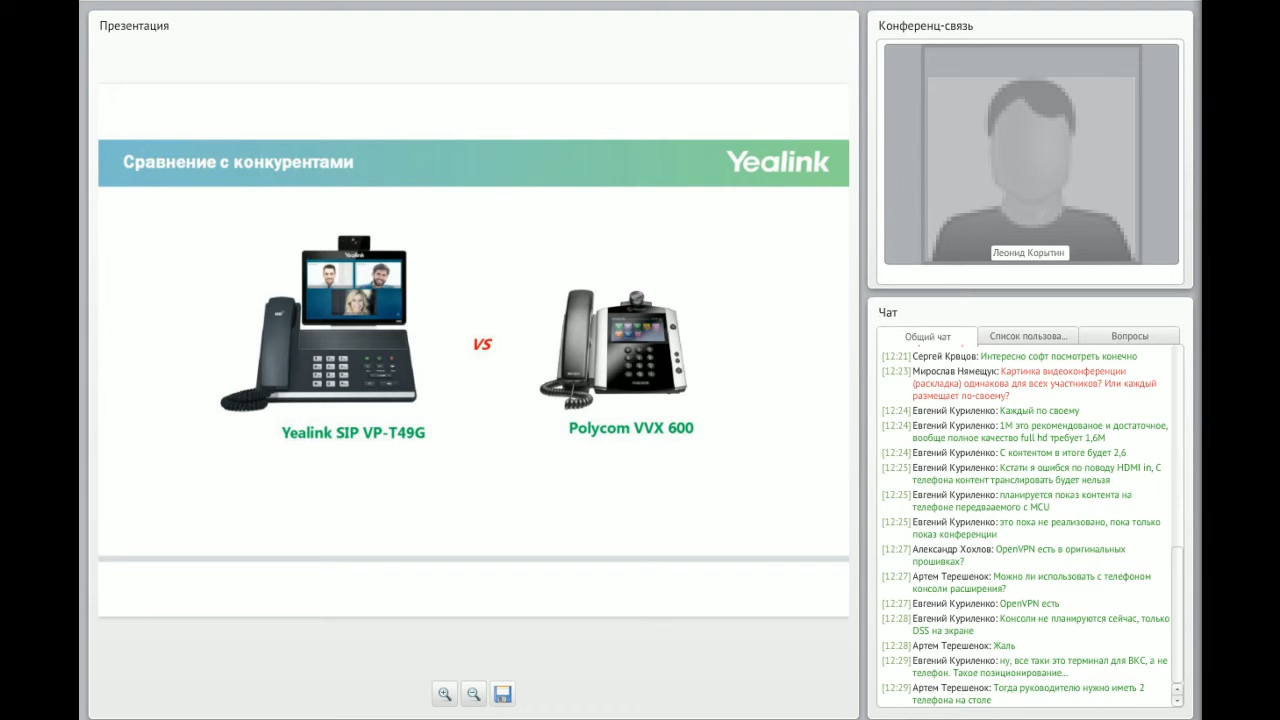 Презентация
Сравнение с конкурентами
Yealink
Yealink
VS
Yealink SIP VP-T49G
Polycom VVX 600
Конференц-связь
Леонид Корытин
Чат
Общий чат
Список пользова...
Вопросы
[12:21] Сергей Крвцов: Интересно софт посмотреть конечно
[12:23] Мирослав Нямещук: Картинка видеоконференции
(раскладка) одинакова для всех участников? Или каждый
размещает по-своему?
[12:24] Евгений Куриленко: Каждый по своему
[12:24] Евгений Куриленко: 1М это рекомендованое и достаточное,
вообще полное качество full hd требует 1,6М
[12:24] Евгений Куриленко: С контентом в итоге будет 2,6
[12:25] Евгений Куриленко: Кстати я ошибся по поводу HDMI in, С
телефона контент транслировать будет нельзя
[12:25] Евгений Куриленко: планируется показ контента на
телефоне передвааемого с MCU
[12:25] Евгений Куриленко: это пока не реализовано, пока только
показ конференции
[12:27] Александр Хохлов: OpenVPN есть в оригинальных
прошивках?
[12:27] Артем Терешенок: Можно ли использовать с телефоном
консоли расширения?
[12:27] Евгений Куриленко: OpenVPN есть
[12:28] Евгений Куриленко: Консоли не планируются сейчас, только
DSS на экране
[12:28] Артем Терешенок: Жаль
[12:29] Евгений Куриленко: ну, все таки это терминал для ВКС, а не
телефон. Такое позиционирование...
[12:29] Артем Терешенок: Тогда руководителю нужно иметь 2
телефона на столе